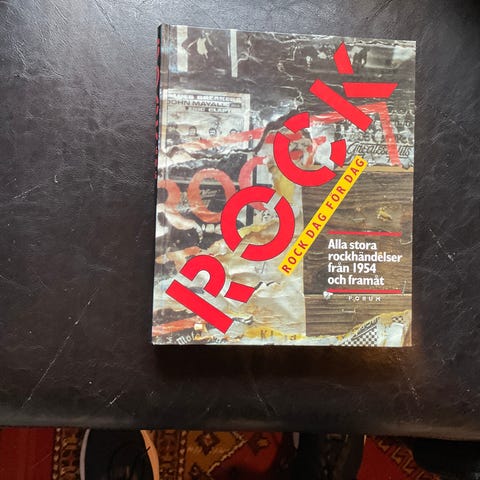 JOHN MAYALL
ROCK
ROCK DAG FÖR DAG
Alla stora
rockhändelser
från 1954
och framåt
FORUM